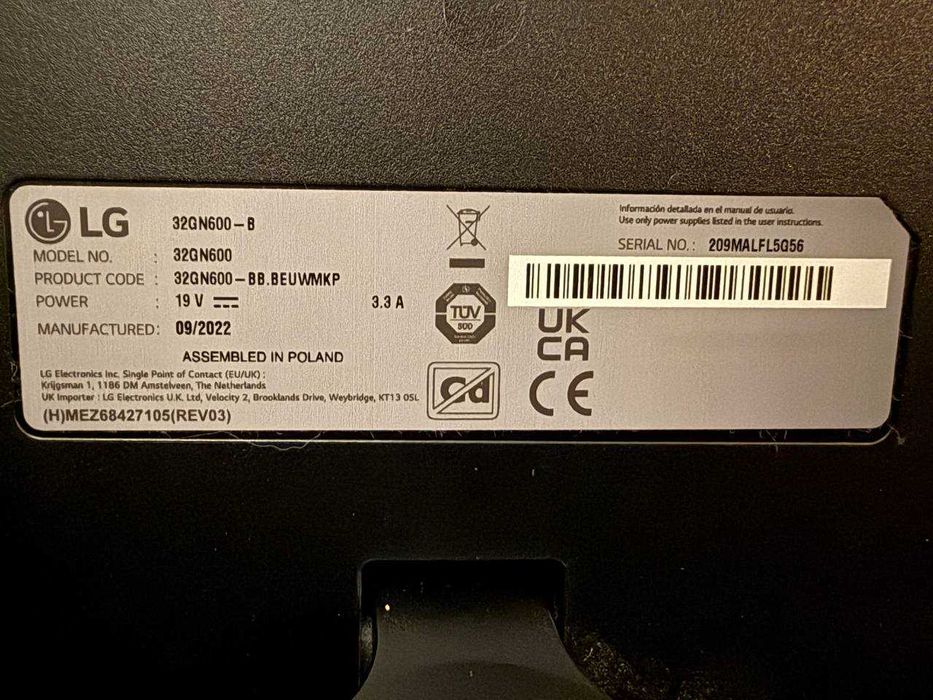 LG 32GN600-B
MODEL NO. : 32GN600
PRODUCT CODE : 32GN600-BB.BEUWMKP
POWER : 19 V 3.3 A
MANUFACTURED: 09/2022
ASSEMBLED IN POLAND
LG Electronics Inc. Single Point of Contact (EU/UK) :
Krijgsman 1, 1186 DM Amstelveen, The Netherlands
UK Importer : LG Electronics U.K. Ltd, Velocity 2, Brooklands Drive, Weybridge, KT13 0SL
(H)MEZ68427105(REV03)
TÜV
SÜD
Cd
Información detallada en el manual de usuario.
Use only power supplies listed in the user instructions.
SERIAL NO.: 209MALFL5Q56
UK
CA
CE